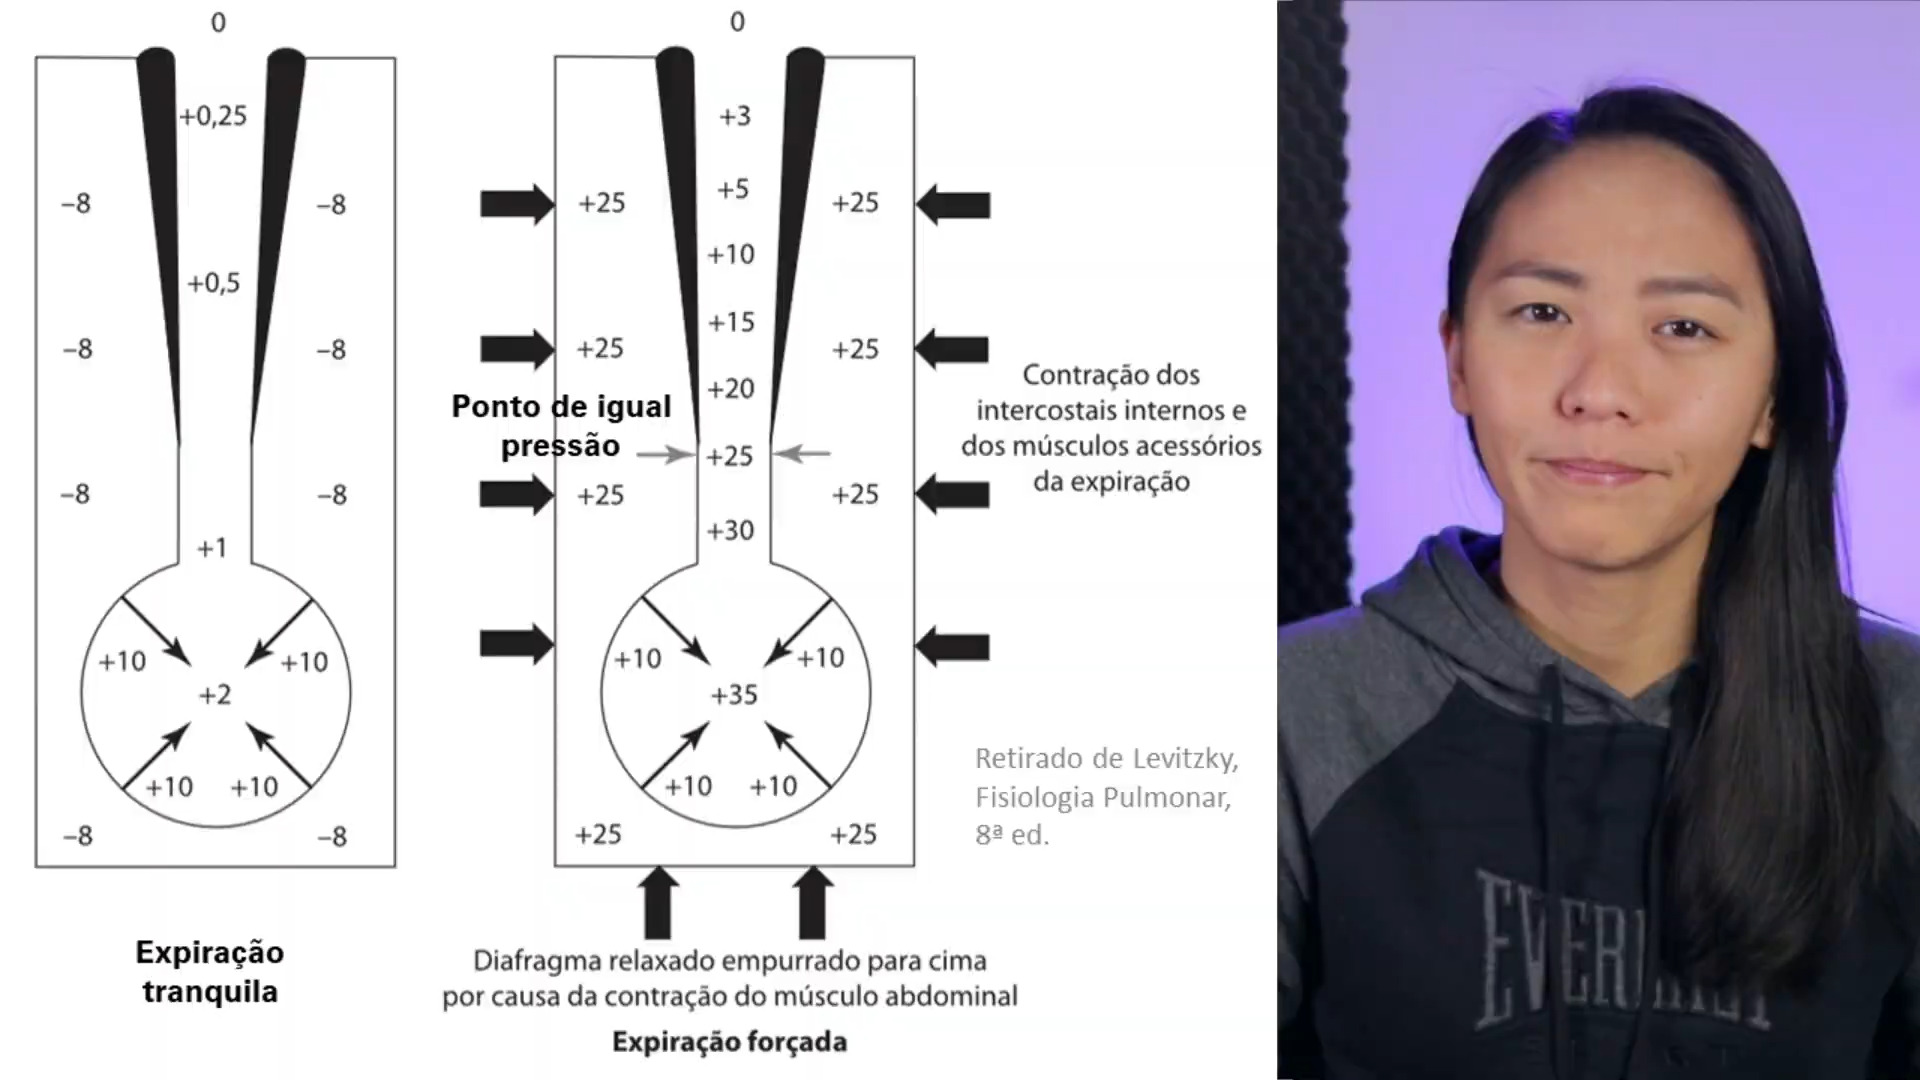 0
+0,25
–8
–8
+0,5
–8
–8
–8
–8
+1
+10
+10
+2
+10
+10
–8
–8
Expiração
tranquila
0
+3
+5
+25
+25
+10
+15
+25
+25
+20
Ponto de igual
pressão
+25
+25
+25
+30
+10
+10
+35
+10
+10
+25
+25
Contração dos
intercostais internos e
dos músculos acessórios
da expiração
Retirado de Levitzky,
Fisiologia Pulmonar,
8ª ed.
Diafragma relaxado empurrado para cima
por causa da contração do músculo abdominal
Expiração forçada